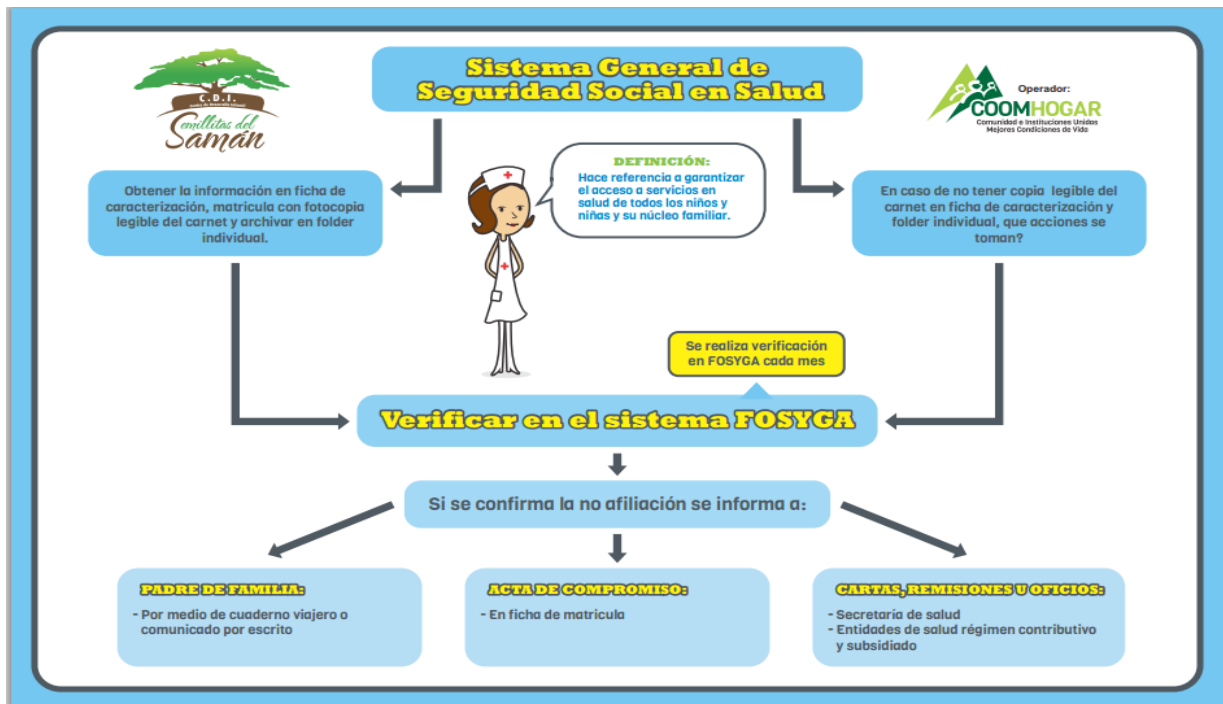 Sistema General de
Seguridad Social en Salud
C.D.I.
Centro de Desarrollo Infantil
Semillitas del
Samán
Operador:
COOMHOGAR
Comunidad e Instituciones Unidas
Mejores Condiciones de Vida
DEFINICIÓN:
Hace referencia a garantizar
el acceso a servicios en
salud de todos los niños y
niñas y su núcleo familiar.
Obtener la información en ficha de
caracterización, matricula con fotocopia
legible del carnet y archivar en folder
individual.
En caso de no tener copia legible del
carnet en ficha de caracterización y
folder individual, que acciones se
toman?
Se realiza verificación
en FOSYGA cada mes
Verificar en el sistema FOSYGA
Si se confirma la no afiliación se informa a:
PADRE DE FAMILIA:
- Por medio de cuaderno viajero o
comunicado por escrito
ACTA DE COMPROMISO:
- En ficha de matricula
CARTAS, REMISIONES U OFICIOS:
- Secretaría de salud
- Entidades de salud régimen contributivo
y subsidiado